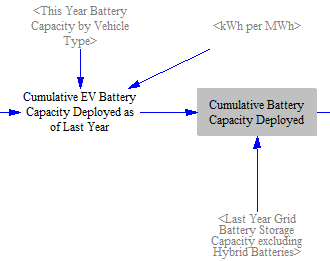 <This Year Battery
Capacity by Vehicle
Type>
<kWh per MWh>
Cumulative EV Battery
Capacity Deployed as
of Last Year
Cumulative Battery
Capacity Deployed
<Last Year Grid
Battery Storage
Capacity excluding
Hybrid Batteries>